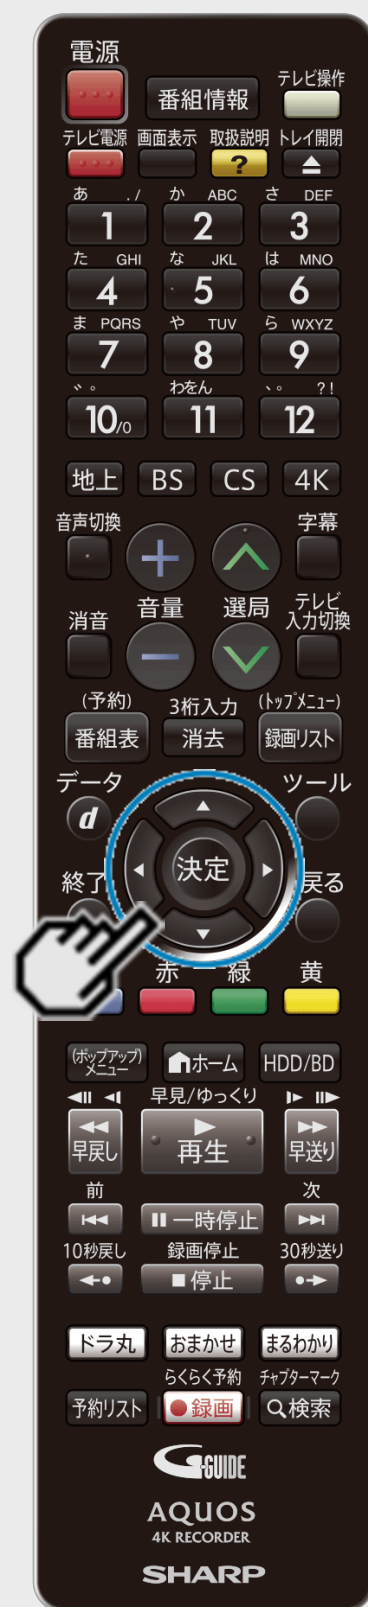 電源
番組情報
テレビ操作
テレビ電源 画面表示 取扱説明 トレイ開閉
?
あ ./ か ABC さ DEF
1 2 3
た GHI な JKL は MNO
4 5 6
ま PQRS や TUV ら WXYZ
7 8 9
゛゜ わをん 、。 ?!
10/0 11 12
地上 BS CS 4K
音声切換 字幕
消音 音量 選局 テレビ
入力切換
(予約) 3桁入力 (トップメニュー)
番組表 消去 録画リスト
データ ツール
d
決定
終了 戻る
赤 緑 黄
(ポップアップ)
メニュー ホーム HDD/BD
早見/ゆっくり
早戻し 再生 早送り
前 次
一時停止
10秒戻し 録画停止 30秒送り
停止
ドラ丸 おまかせ まるわかり
らくらく予約 チャプターマーク
予約リスト 録画 検索
G-GUIDE
AQUOS
4K RECORDER
SHARP